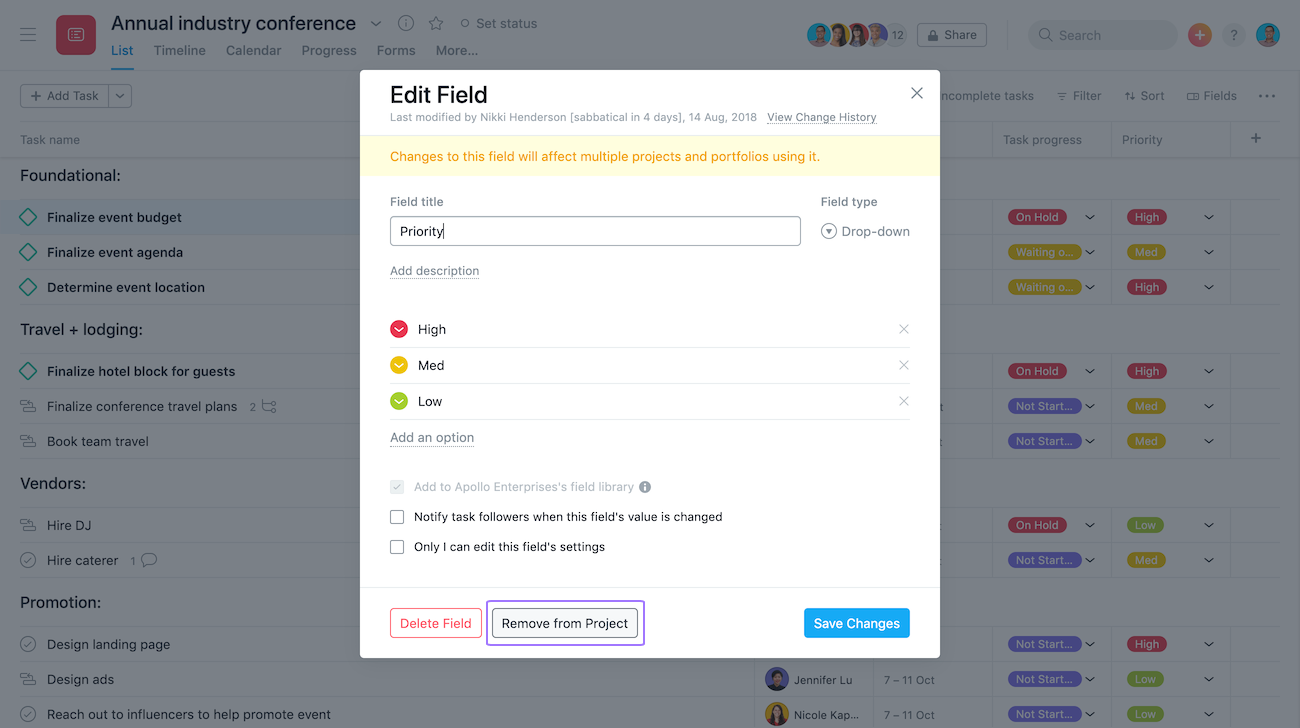 Annual industry conference
Set status
List Timeline Calendar Progress Forms More...
12
Share
Search
?
+ Add Task
ncomplete tasks Filter Sort Fields
Task name
Task progress Priority +
Edit Field
Last modified by Nikki Henderson [sabbatical in 4 days], 14 Aug, 2018 View Change History
Changes to this field will affect multiple projects and portfolios using it.
Field title
Field type
Priority
Drop-down
Add description
High
Med
Low
Add an option
Add to Apollo Enterprises's field library
Notify task followers when this field's value is changed
Only I can edit this field's settings
Delete Field
Remove from Project
Save Changes
Foundational:
Finalize event budget On Hold High
Finalize event agenda Waiting o... Med
Determine event location Waiting o... High
Travel + lodging:
Finalize hotel block for guests On Hold High
Finalize conference travel plans 2 t Not Start... Med
Book team travel t Not Start... Med
Vendors:
Hire DJ On Hold Low
Hire caterer 1 Not Start... Med
Promotion:
Design landing page Not Start... High
Design ads Jennifer Lu 7 – 11 Oct Not Start... Low
Reach out to influencers to help promote event Nicole Kap... 7 – 11 Oct Not Start... Low